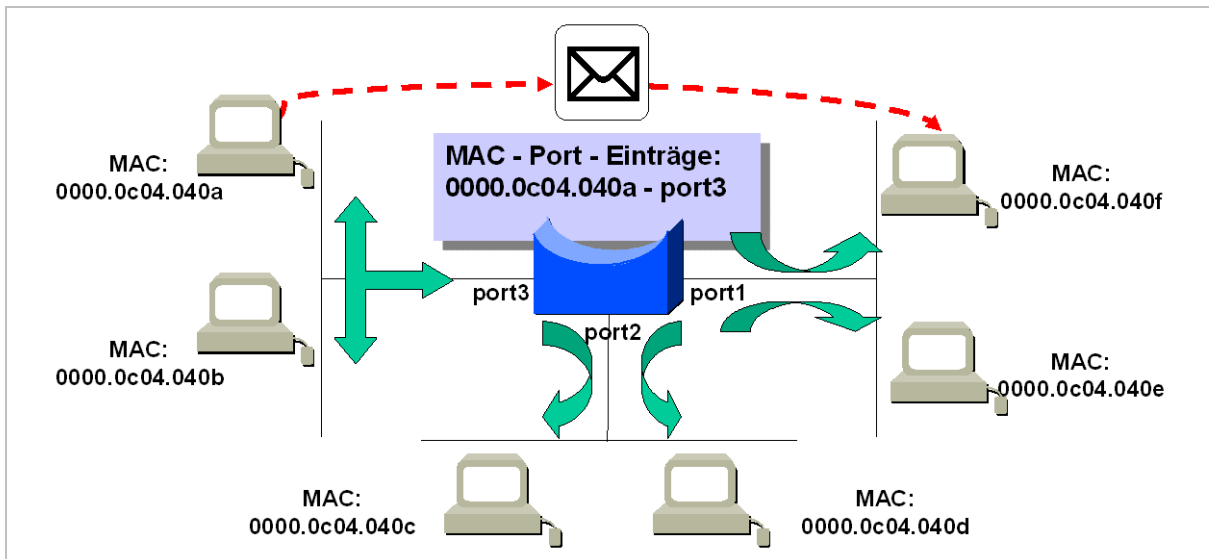 MAC:
0000.0c04.040a
MAC - Port - Einträge:
0000.0c04.040a - port3
MAC:
0000.0c04.040f
port3
port1
port2
MAC:
0000.0c04.040b
MAC:
0000.0c04.040e
MAC:
0000.0c04.040c
MAC:
0000.0c04.040d